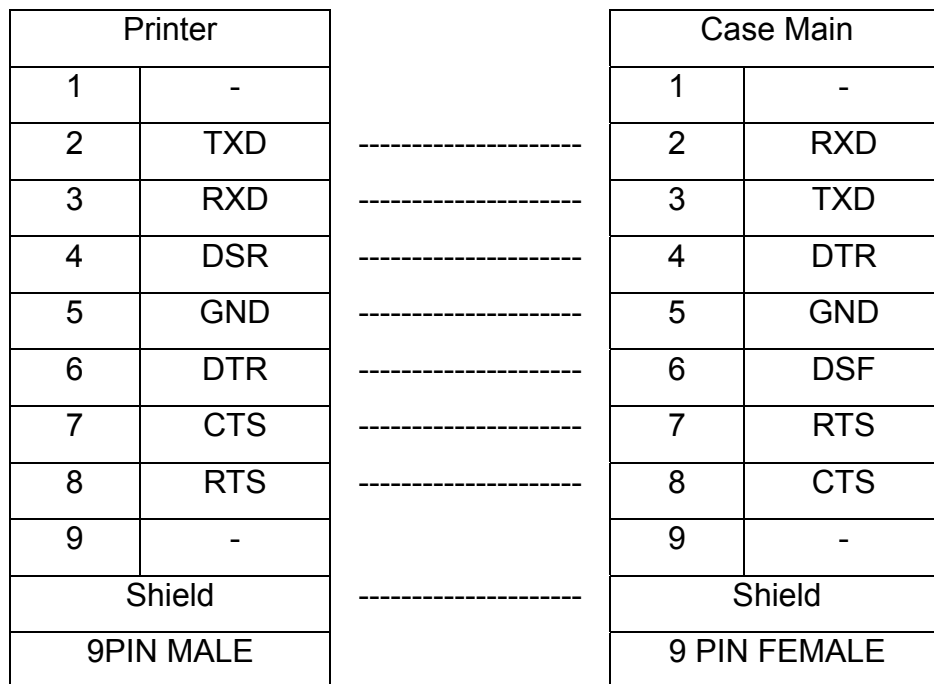 Printer Case Main
1 - 1 -
2 TXD --------------------- 2 RXD
3 RXD --------------------- 3 TXD
4 DSR --------------------- 4 DTR
5 GND --------------------- 5 GND
6 DTR --------------------- 6 DSF
7 CTS --------------------- 7 RTS
8 RTS --------------------- 8 CTS
9 - 9 -
Shield --------------------- Shield
9PIN MALE 9 PIN FEMALE